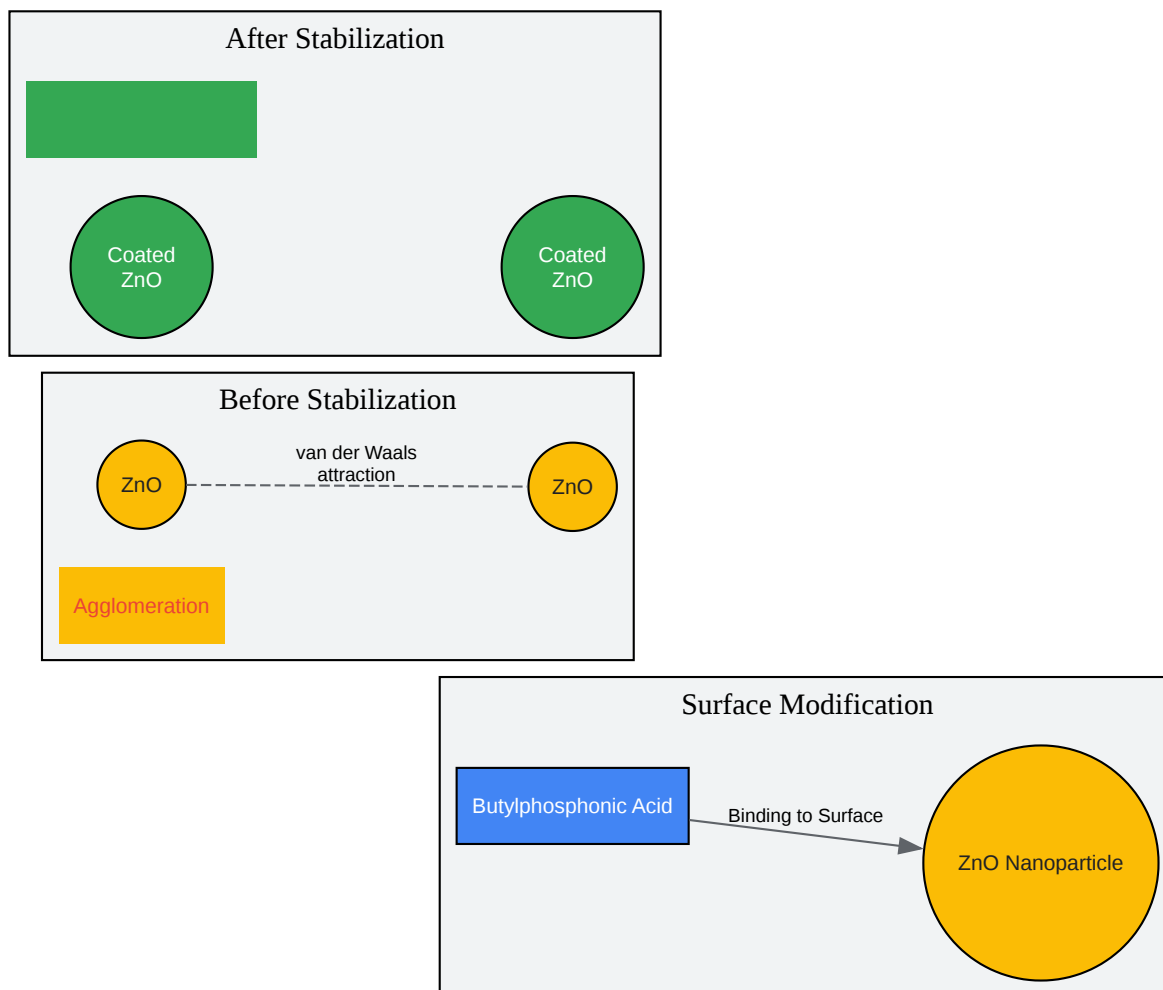 After Stabilization
Coated
ZnO
Coated
ZnO
Before Stabilization
van der Waals
attraction
ZnO
ZnO
Agglomeration
Surface Modification
Butylphosphonic Acid
Binding to Surface
ZnO Nanoparticle